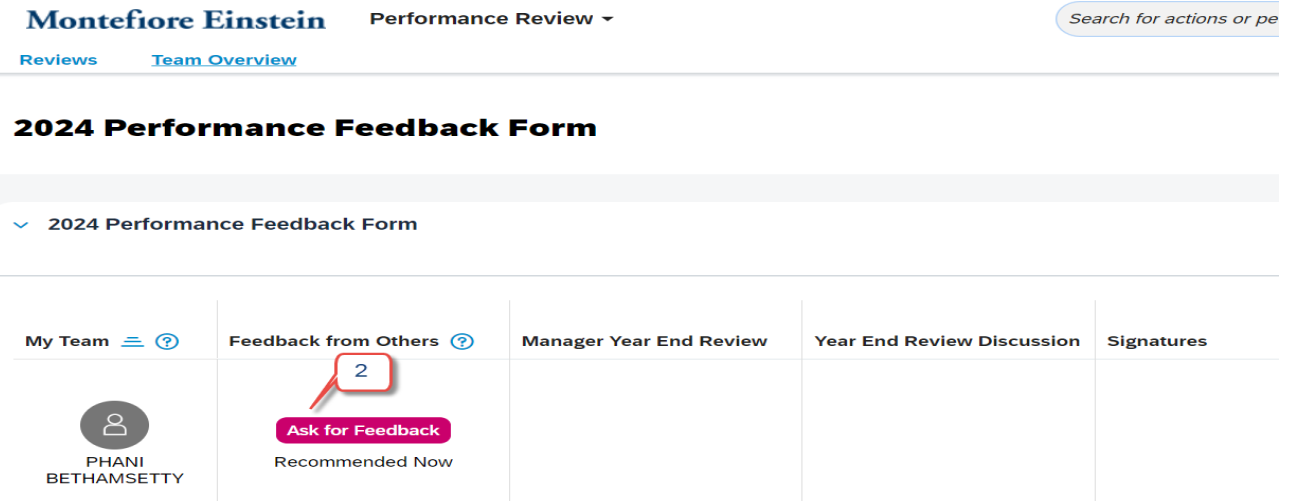 Montefiore Einstein Performance Review
Search for actions or pe
Reviews Team Overview
2024 Performance Feedback Form
2024 Performance Feedback Form
My Team Feedback from Others Manager Year End Review Year End Review Discussion Signatures
2
Ask for Feedback
PHANI
BETHAMSETTY
Recommended Now